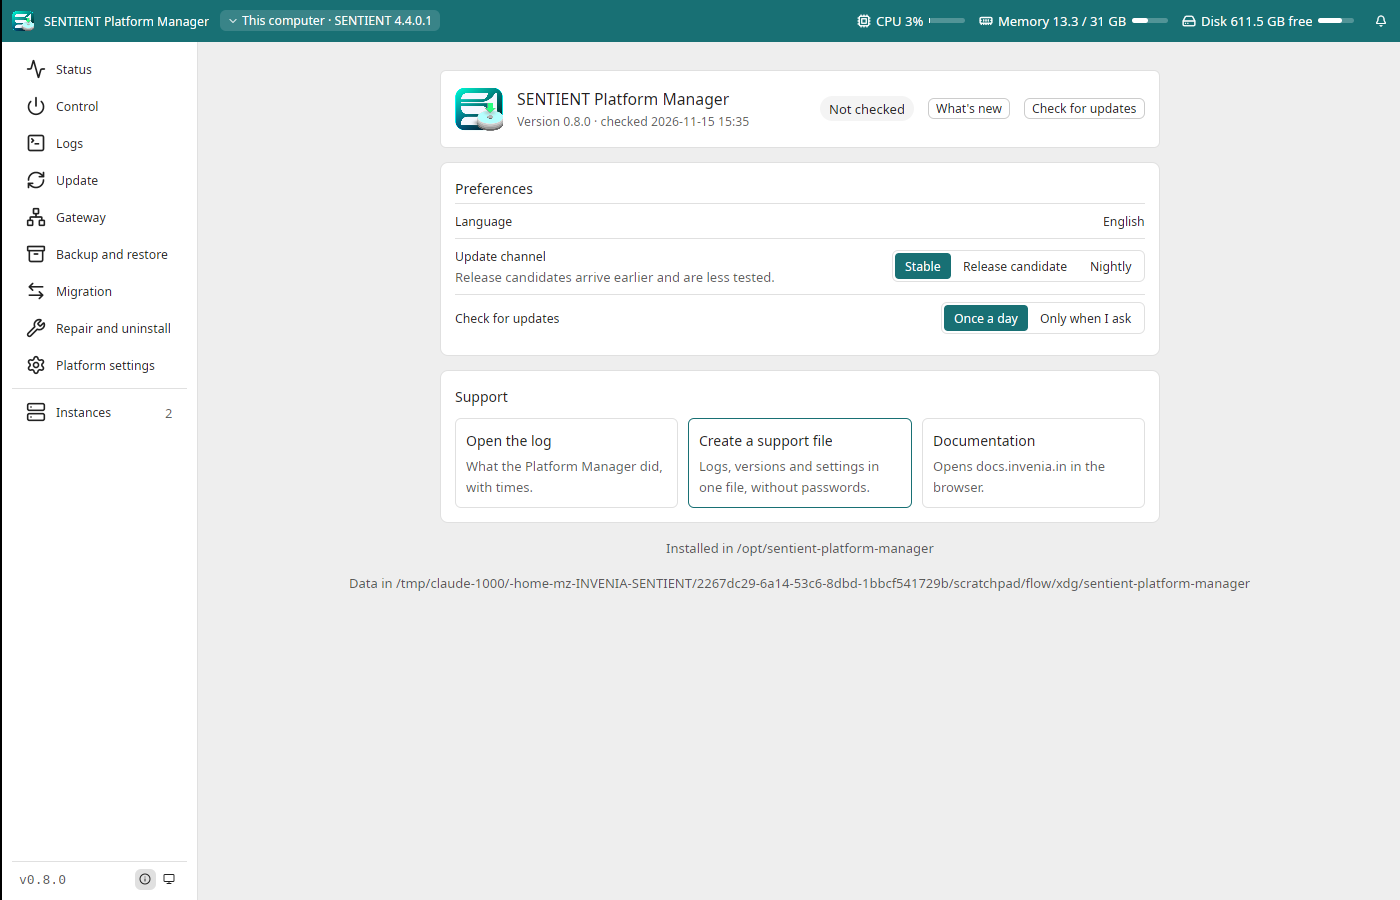 SENTIENT Platform Manager
This computer · SENTIENT 4.4.0.1
CPU 3%
Memory 13.3 / 31 GB
Disk 611.5 GB free
Status
Control
Logs
Update
Gateway
Backup and restore
Migration
Repair and uninstall
Platform settings
Instances 2
v0.8.0
SENTIENT Platform Manager
Version 0.8.0 · checked 2026-11-15 15:35
Not checked
What's new
Check for updates
Preferences
Language
English
Update channel
Release candidates arrive earlier and are less tested.
Stable
Release candidate
Nightly
Check for updates
Once a day
Only when I ask
Support
Open the log
What the Platform Manager did,
with times.
Create a support file
Logs, versions and settings in
one file, without passwords.
Documentation
Opens docs.invenia.in in the
browser.
Installed in /opt/sentient-platform-manager
Data in /tmp/claude-1000/-home-mz-INVENIA-SENTIENT/2267dc29-6a14-53c6-8dbd-1bbcf541729b/scratchpad/flow/xdg/sentient-platform-manager